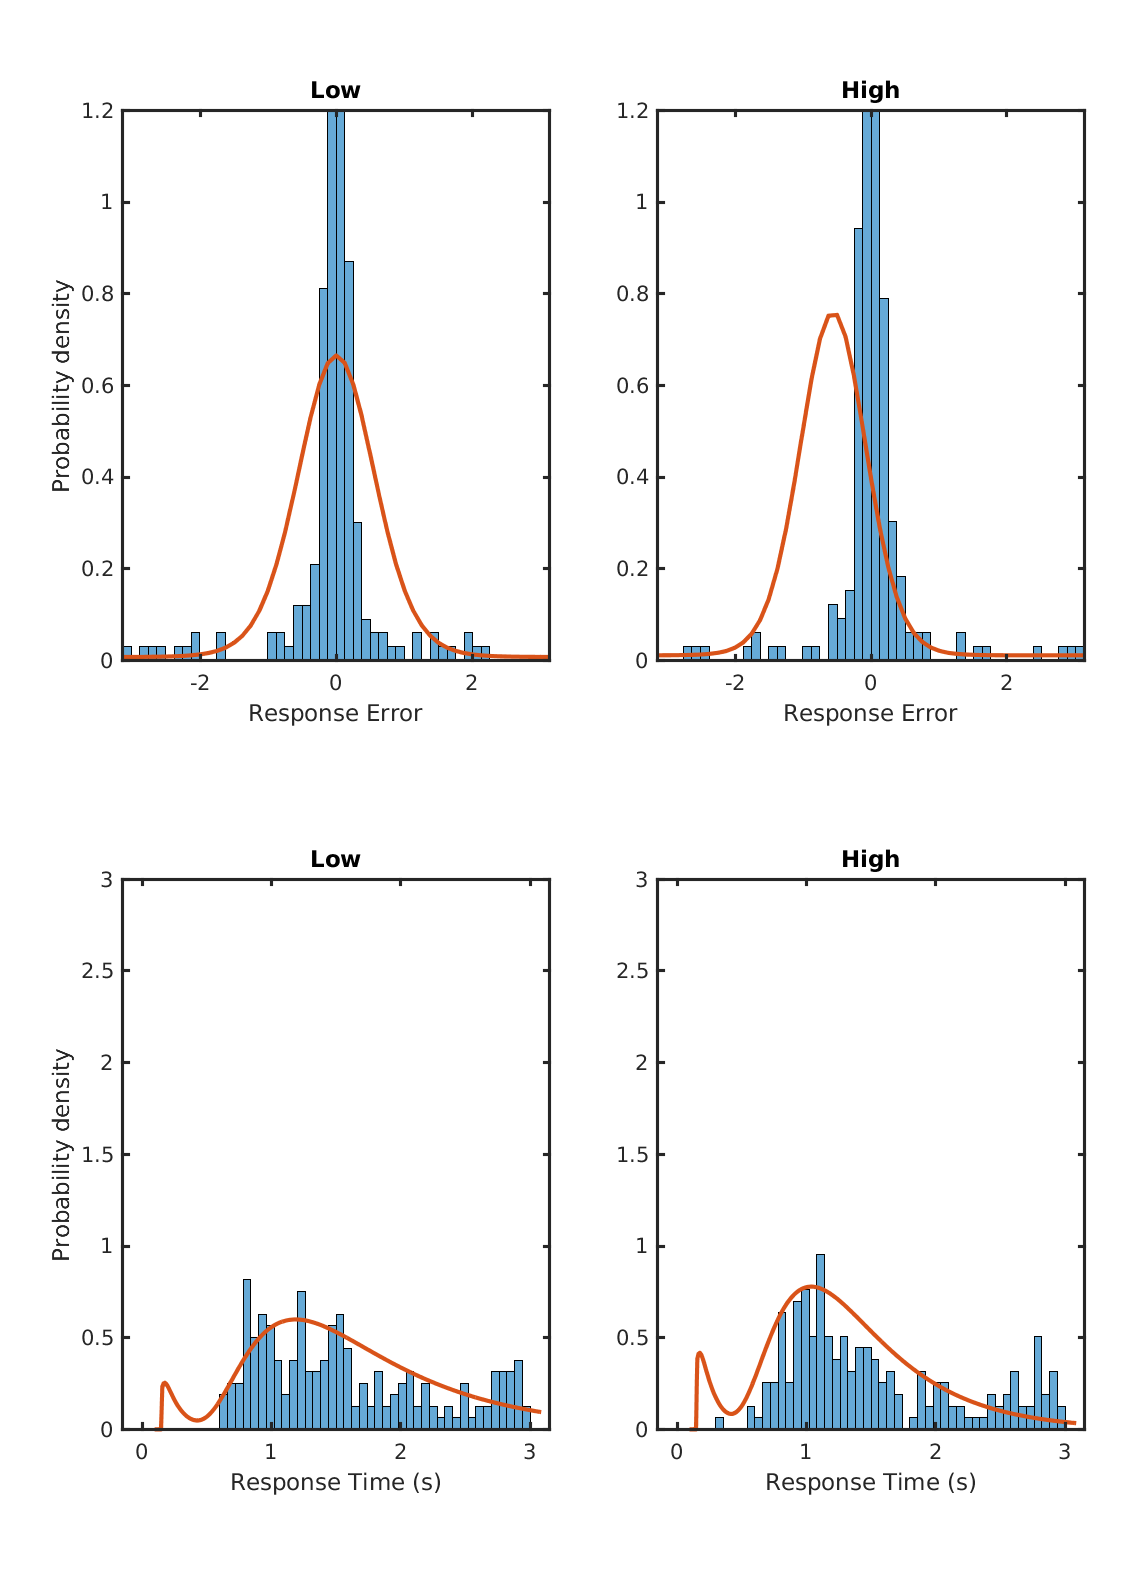 Low High
1.2 1.2
1 1
0.8 0.8
0.6 0.6
0.4 0.4
0.2 0.2
0 0
Probability density
-2 0 2 -2 0 2
Response Error Response Error
Low High
3 3
2.5 2.5
2 2
1.5 1.5
1 1
0.5 0.5
0 0
Probability density
0 1 2 3 0 1 2 3
Response Time (s) Response Time (s)